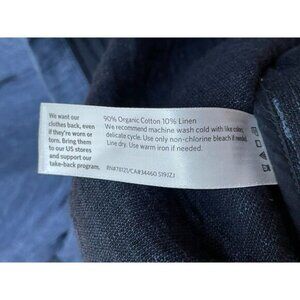 We want our
clothes back, even
if they're worn or
torn. Bring them
to our US stores
and support our
take-back program.
90% Organic Cotton 10% Linen
We recommend machine wash cold with like colors,
delicate cycle. Use only non-chlorine bleach if needed.
Line dry. Use warm iron if needed.
RN#78121/CA#34460 S19JZJ